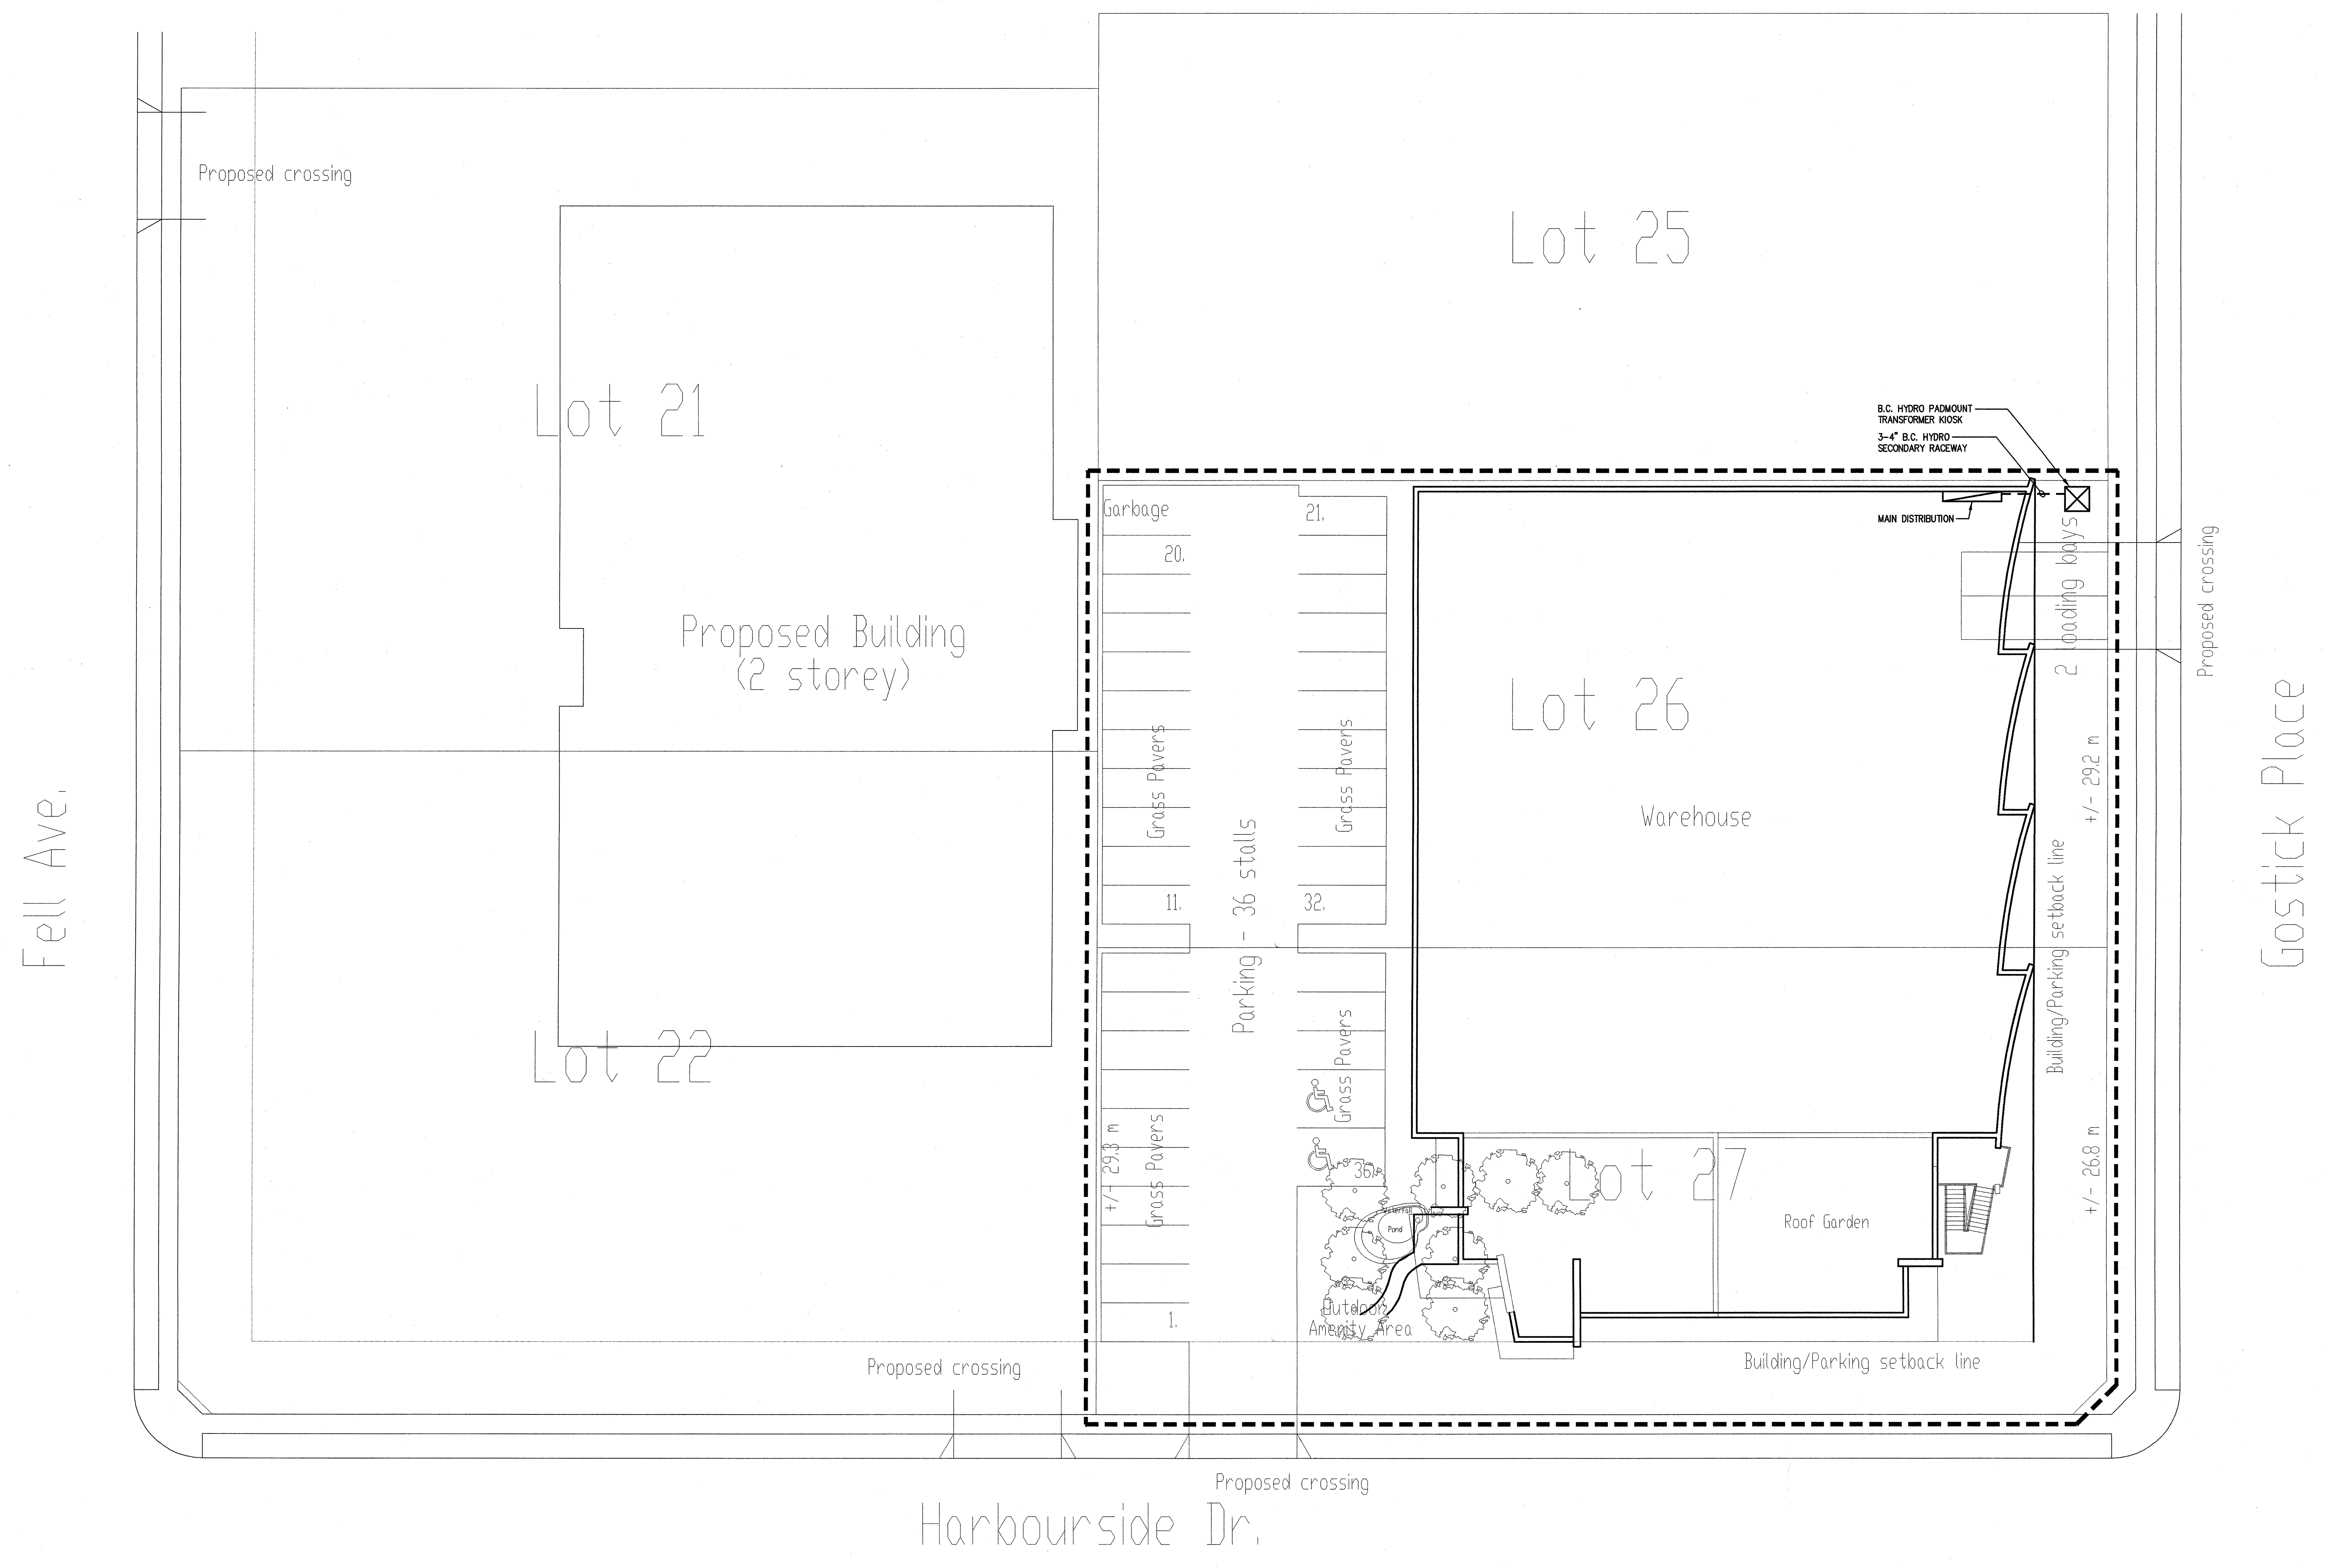 Proposed crossing
Lot 25
Lot 21
B.C. HYDRO PADMOUNT
TRANSFORMER KIOSK
3-4" B.C. HYDRO
SECONDARY RACEWAY
Garbage
21.
MAIN DISTRIBUTION
20.
2 loading bays
Proposed crossing
Proposed Building
(2 storey)
Lot 26
Grass Pavers
Grass Pavers
+/- 29.2 m
Warehouse
Fell Ave.
Gostick Place
11.
32.
Parking - 36 stalls
Building/Parking setback line
Lot 22
Grass Pavers
+/- 29.3 m
Grass Pavers
36.
Lot 27
+/- 26.8 m
Waterfall
Pond
Roof Garden
1.
Outdoor
Amenity Area
Proposed crossing
Building/Parking setback line
Proposed crossing
Harbourside Dr.